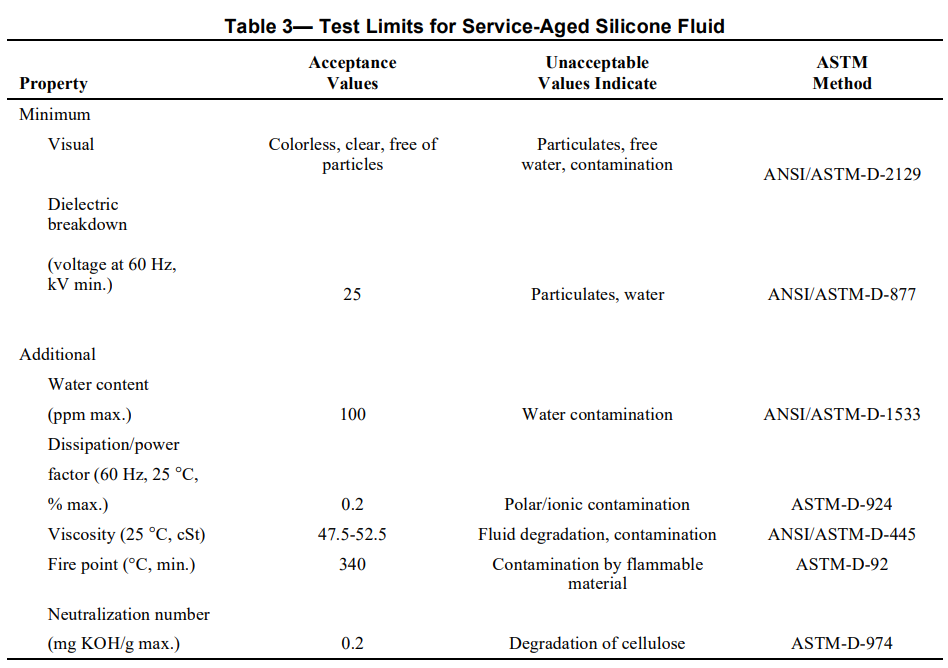 Table 3— Test Limits for Service-Aged Silicone Fluid
Property
Acceptance
Values
Unacceptable
Values Indicate
ASTM
Method
Minimum
Visual
Colorless, clear, free of
particles
Particulates, free
water, contamination
ANSI/ASTM-D-2129
Dielectric
breakdown
(voltage at 60 Hz,
kV min.)
25
Particulates, water
ANSI/ASTM-D-877
Additional
Water content
(ppm max.)
100
Water contamination
ANSI/ASTM-D-1533
Dissipation/power
factor (60 Hz, 25 °C,
% max.)
0.2
Polar/ionic contamination
ASTM-D-924
Viscosity (25 °C, cSt)
47.5-52.5
Fluid degradation, contamination
ANSI/ASTM-D-445
Fire point (°C, min.)
340
Contamination by flammable
material
ASTM-D-92
Neutralization number
(mg KOH/g max.)
0.2
Degradation of cellulose
ASTM-D-974